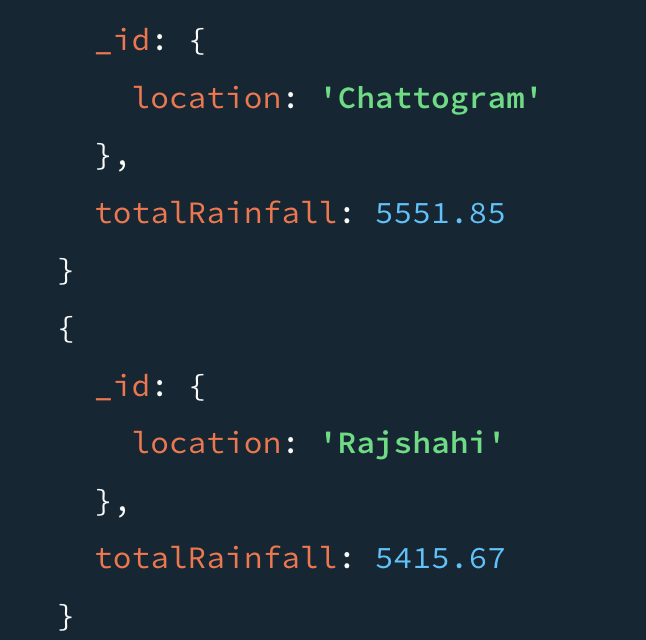 _id: {
location: 'Chattogram'
},
totalRainfall: 5551.85
}
{
_id: {
location: 'Rajshahi'
},
totalRainfall: 5415.67
}